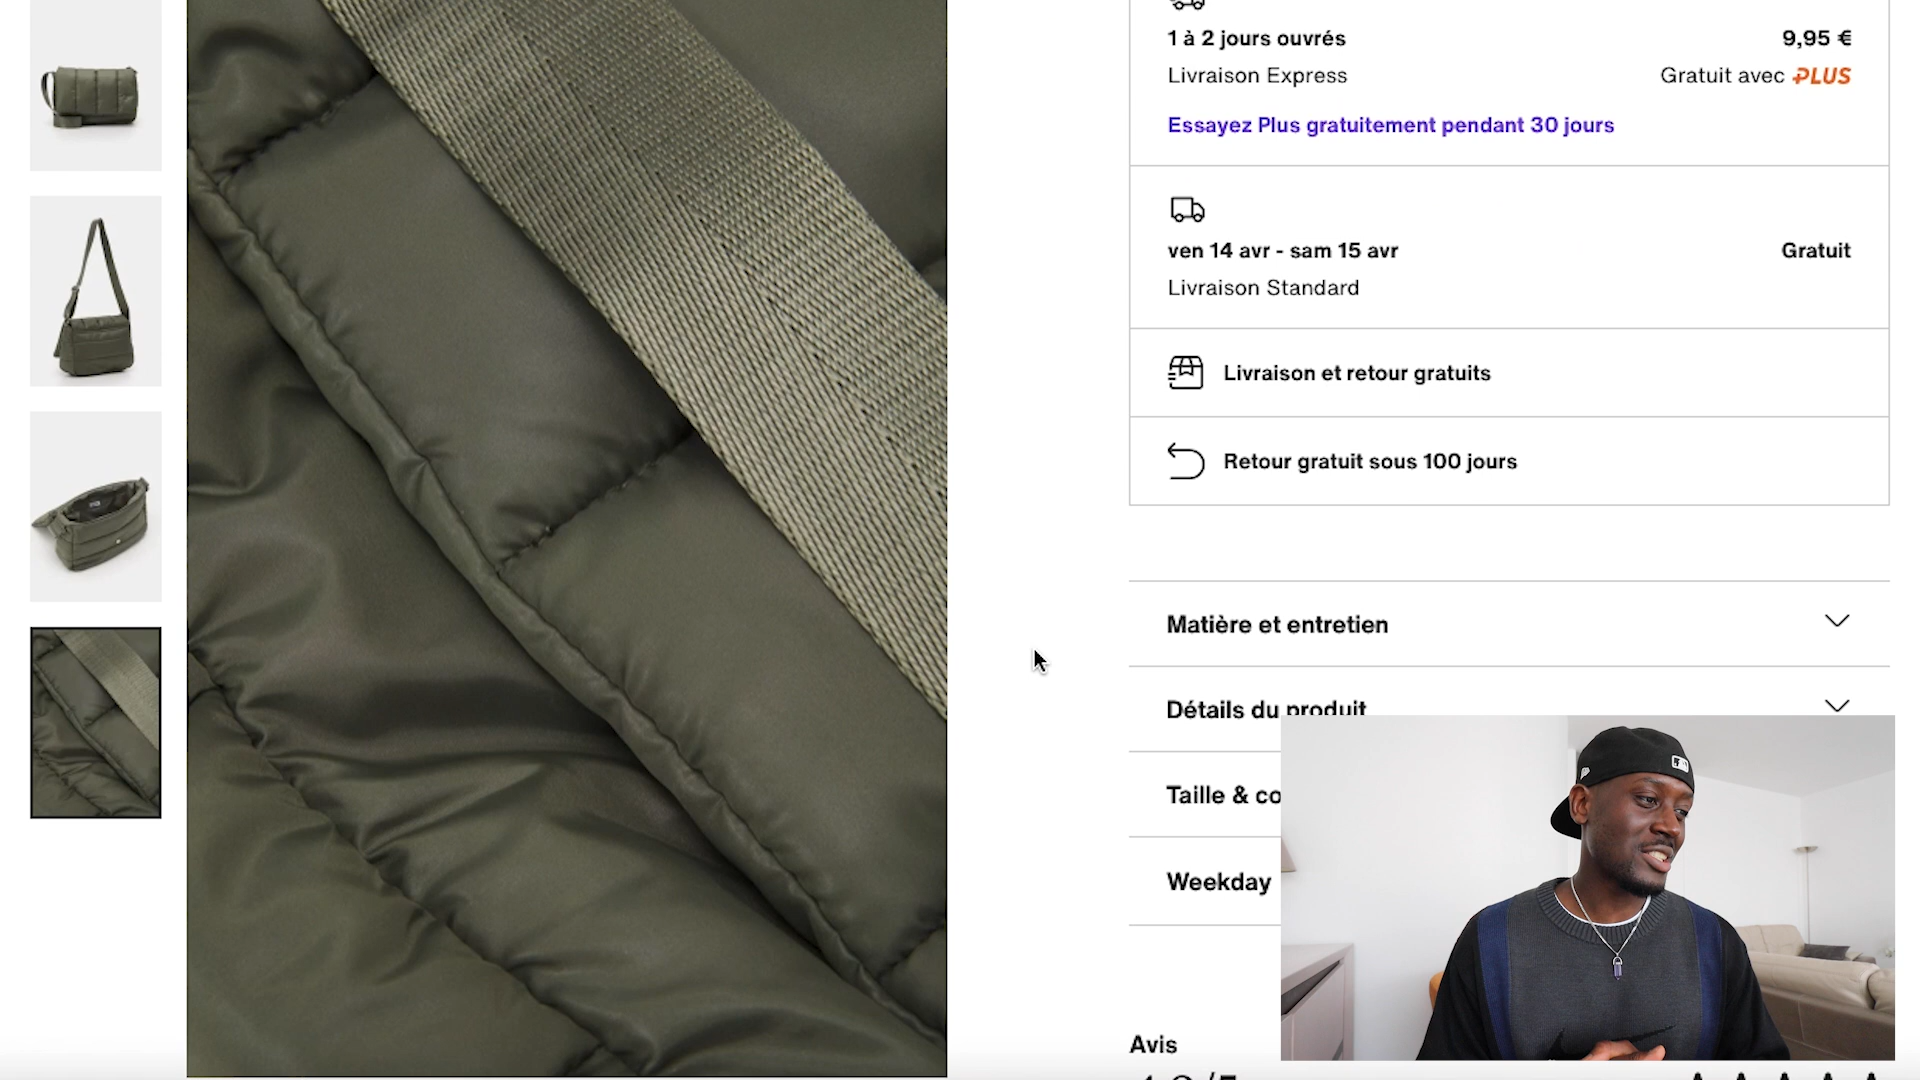 1 à 2 jours ouvrés
9,95 €
Livraison Express
Gratuit avec PLUS
Essayez Plus gratuitement pendant 30 jours
ven 14 avr - sam 15 avr
Gratuit
Livraison Standard
Livraison et retour gratuits
Retour gratuit sous 100 jours
Matière et entretien
Détails du produit
Taille & co
Weekday
Avis